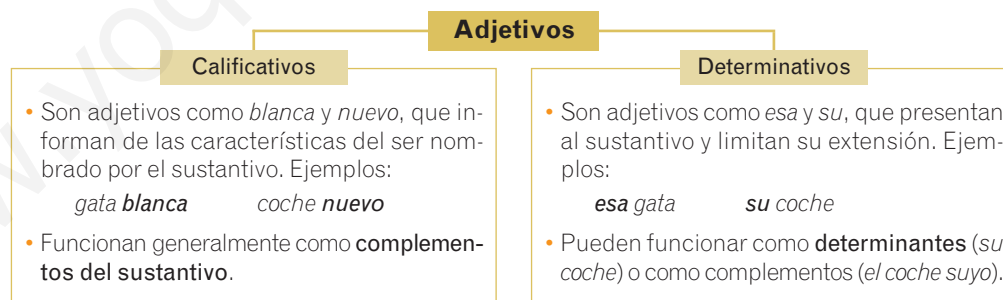 Adjetivos
Calificativos
• Son adjetivos como blanca y nuevo, que in-
forman de las características del ser nom-
brado por el sustantivo. Ejemplos:
gata blanca coche nuevo
• Funcionan generalmente como complemen-
tos del sustantivo.
Determinativos
• Son adjetivos como esa y su, que presentan
al sustantivo y limitan su extensión. Ejem-
plos:
esa gata su coche
• Pueden funcionar como determinantes (su
coche) o como complementos (el coche suyo).